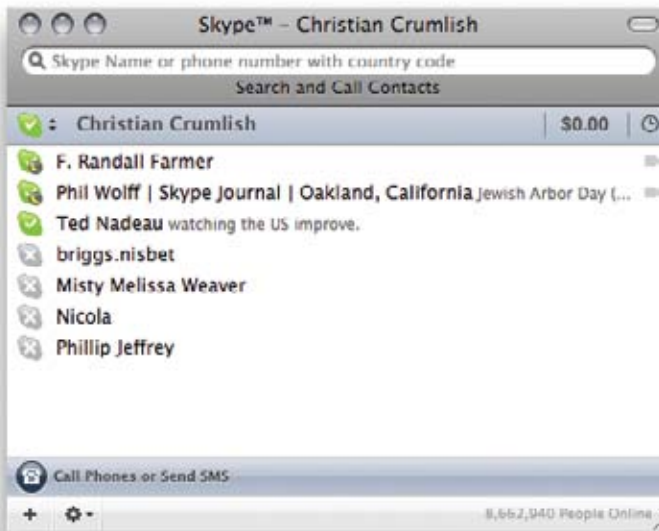 Skype™ – Christian Crumlish
Skype Name or phone number with country code
Search and Call Contacts
Christian Crumlish $0.00
F. Randall Farmer
Phil Wolff | Skype Journal | Oakland, California Jewish Arbor Day (...
Ted Nadeau watching the US improve.
briggs.nisbet
Misty Melissa Weaver
Nicola
Phillip Jeffrey
Call Phones or Send SMS
8,662,940 People Online